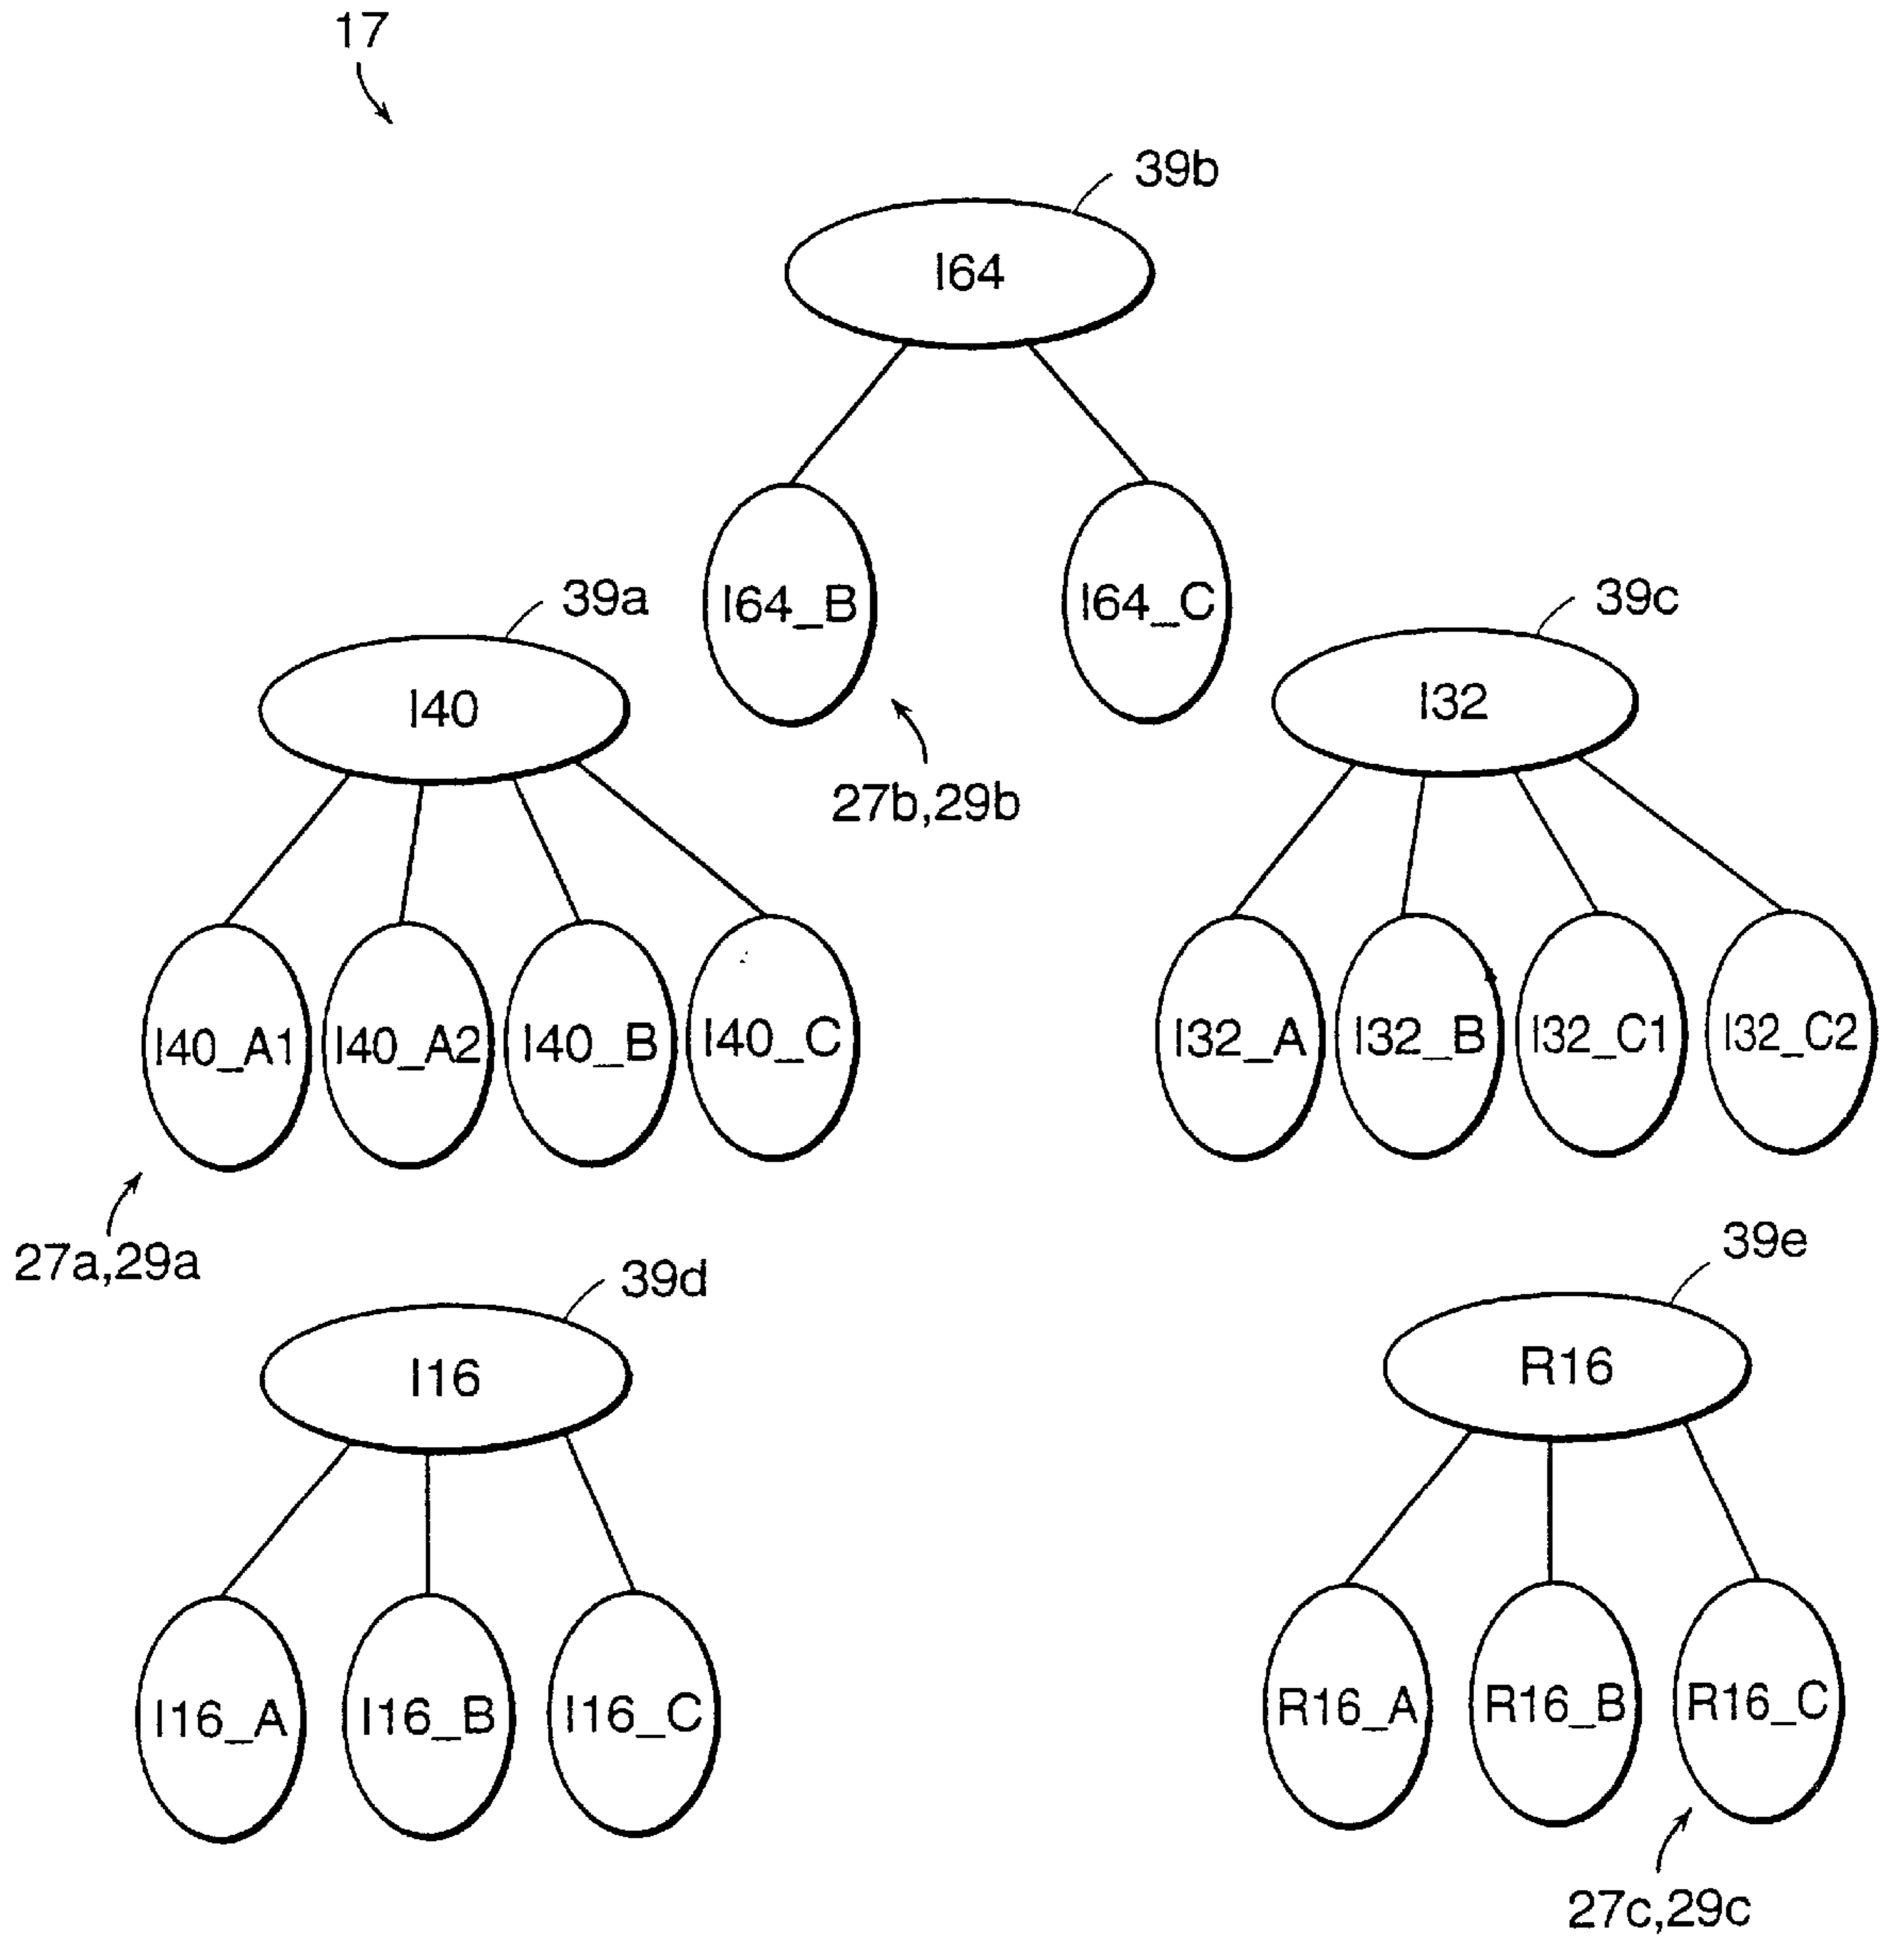 17
39b
I64
I64_B
I64_C
39a
39c
I40
I32
27b,29b
I40_A1
I40_A2
I40_B
I40_C
I32_A
I32_B
I32_C1
I32_C2
27a,29a
39d
39e
I16
R16
I16_A
I16_B
I16_C
R16_A
R16_B
R16_C
27c,29c